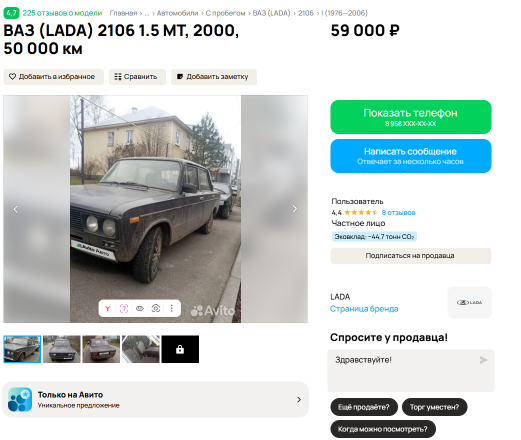 4,7 225 отзывов о модели Главная › ... › Автомобили › С пробегом › ВАЗ (LADA) › 2106 › I (1976—2006)
ВАЗ (LADA) 2106 1.5 MT, 2000,
50 000 км
59 000 ₽
Добавить в избранное
Сравнить
Добавить заметку
Avito
Только на Авито
Уникальное предложение
Показать телефон
8 958 XXX-XX-XX
Написать сообщение
Отвечает за несколько часов
Пользователь
4,4 8 отзывов
Частное лицо
Эковклад: −44,7 тонн CO₂
Подписаться на продавца
LADA
Страница бренда
LADA
Спросите у продавца!
Здравствуйте!
Ещё продаёте?
Торг уместен?
Когда можно посмотреть?